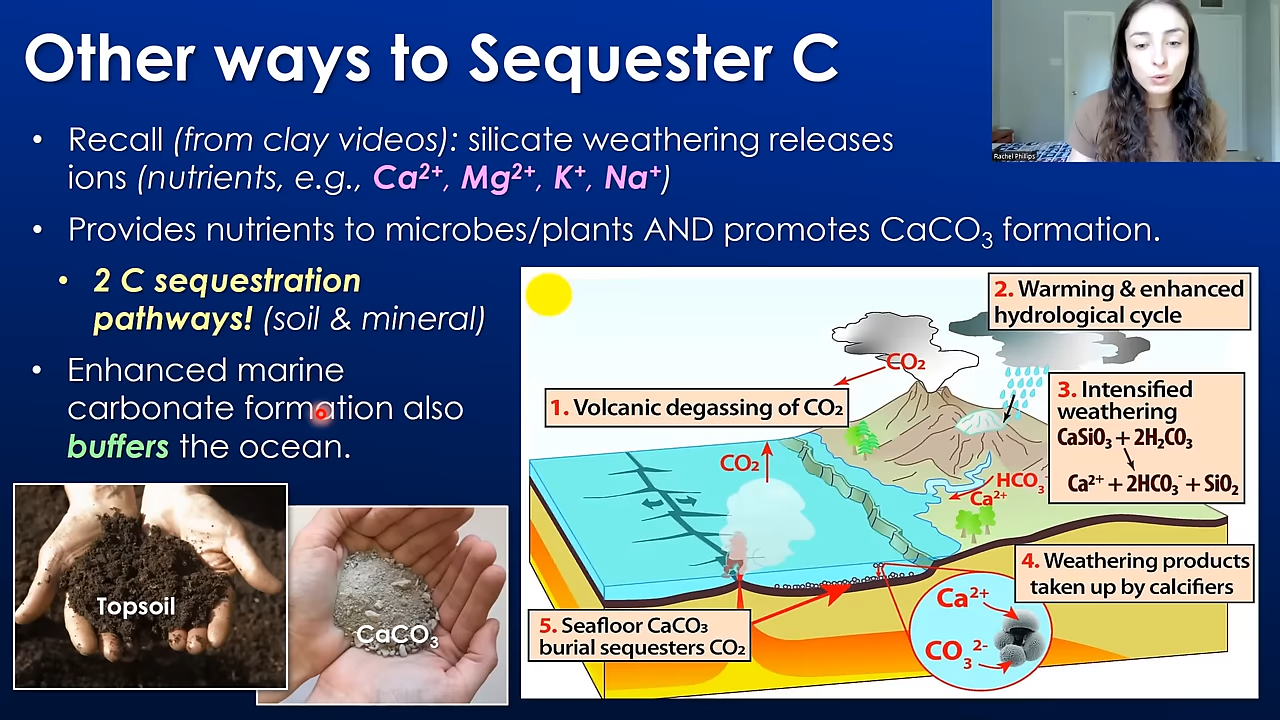 Other ways to Sequester C
Rachel Phillips
• Recall (from clay videos): silicate weathering releases
ions (nutrients, e.g., Ca²⁺, Mg²⁺, K⁺, Na⁺)
• Provides nutrients to microbes/plants AND promotes CaCO₃ formation.
• 2 C sequestration
pathways! (soil & mineral)
• Enhanced marine
carbonate formation also
buffers the ocean.
Topsoil
CaCO₃
1. Volcanic degassing of CO₂
CO₂
CO₂
2. Warming & enhanced
hydrological cycle
3. Intensified
weathering
CaSiO₃ + 2H₂CO₃
Ca²⁺ + 2HCO₃⁻ + SiO₂
HCO₃⁻
Ca²⁺
4. Weathering products
taken up by calcifiers
Ca²⁺
CO₃²⁻
5. Seafloor CaCO₃
burial sequesters CO₂